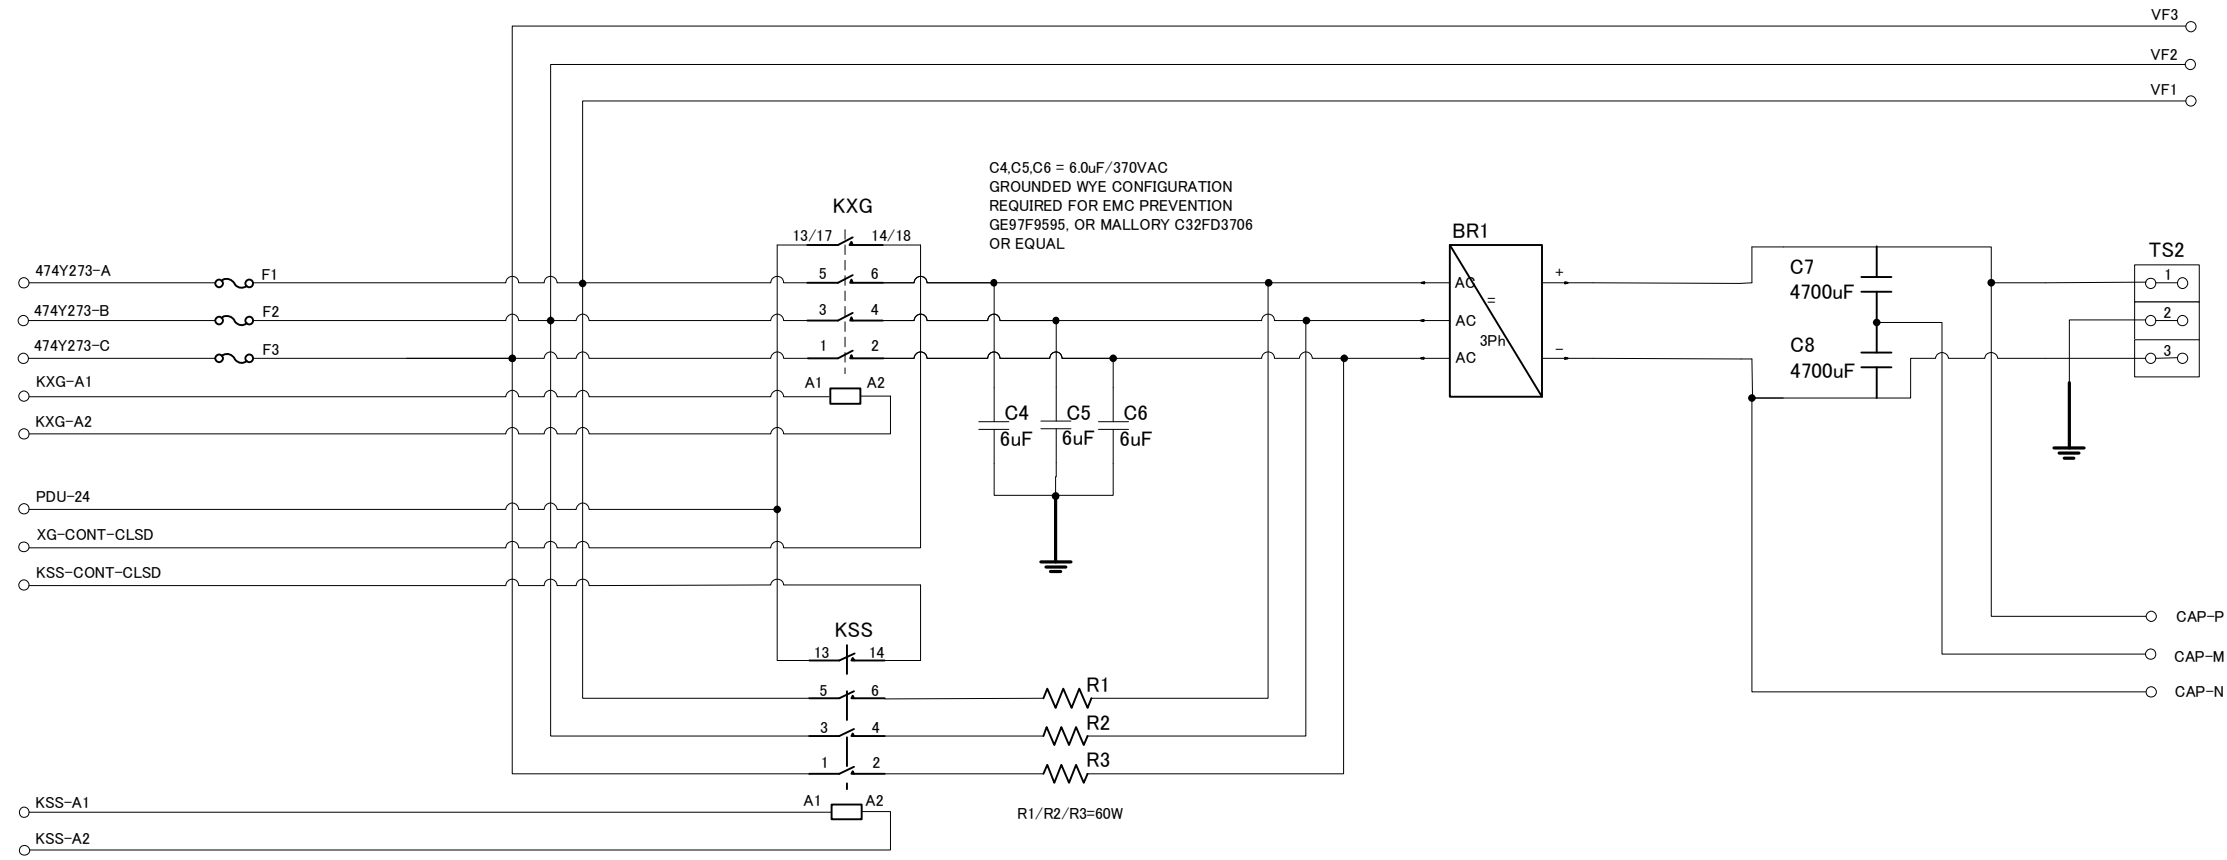 VF3
VF2
VF1
C4,C5,C6 = 6.0uF/370VAC
GROUNDED WYE CONFIGURATION
REQUIRED FOR EMC PREVENTION
GE97F9595, OR MALLORY C32FD3706
OR EQUAL
KXG
13/17 14/18
BR1
TS2
474Y273-A F1 5 6 AC + C7 1
=
4700uF
474Y273-B F2 3 4 AC 2
3Ph
474Y273-C F3 1 2 AC - C8 3
4700uF
KXG-A1 A1 A2
KXG-A2
C4 C5 C6
6uF 6uF 6uF
PDU-24
XG-CONT-CLSD
KSS-CONT-CLSD
KSS
13 14
5 6 R1
3 4 R2
1 2 R3
CAP-P
CAP-M
CAP-N
KSS-A1 A1 A2
R1/R2/R3=60W
KSS-A2